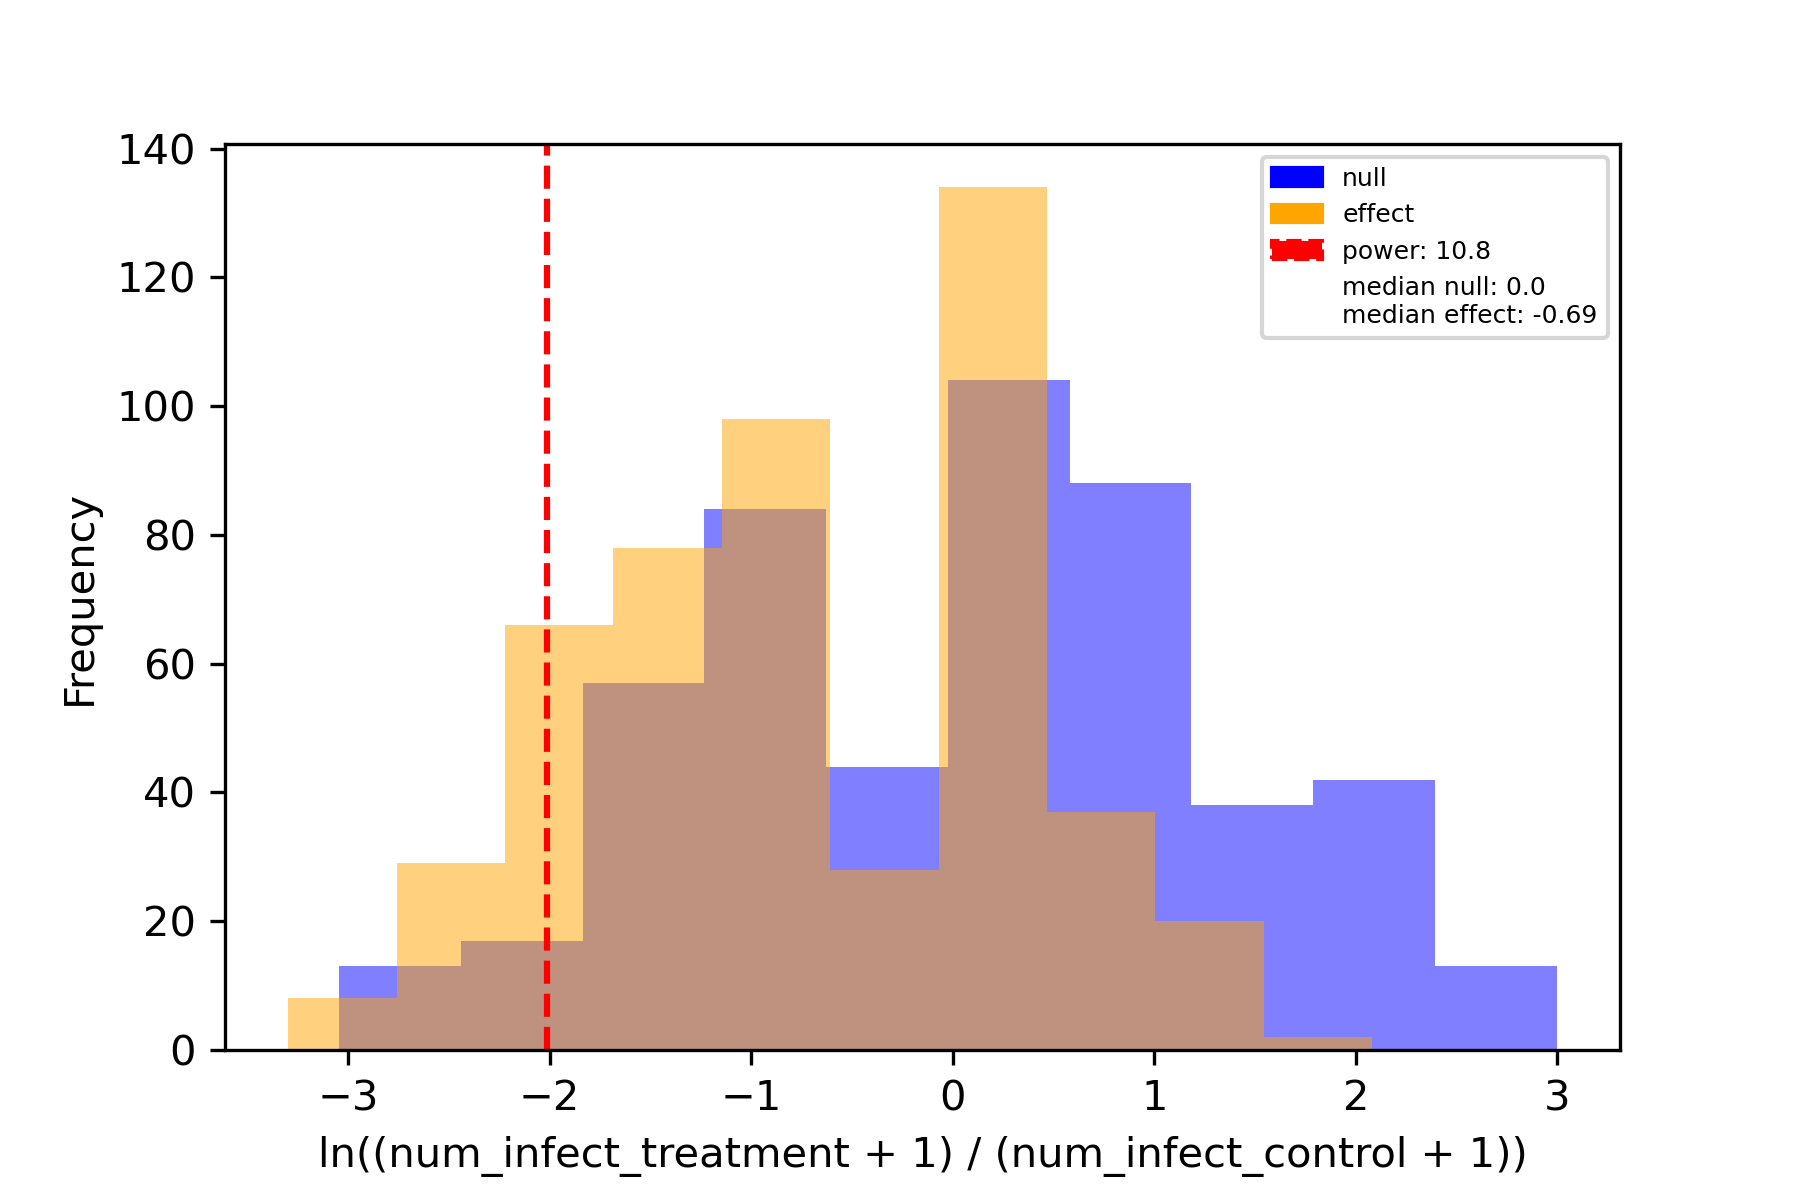 140
120
100
80
60
40
20
0
Frequency
null
effect
power: 10.8
median null: 0.0
median effect: -0.69
−3 −2 −1 0 1 2 3
ln((num_infect_treatment + 1) / (num_infect_control + 1))